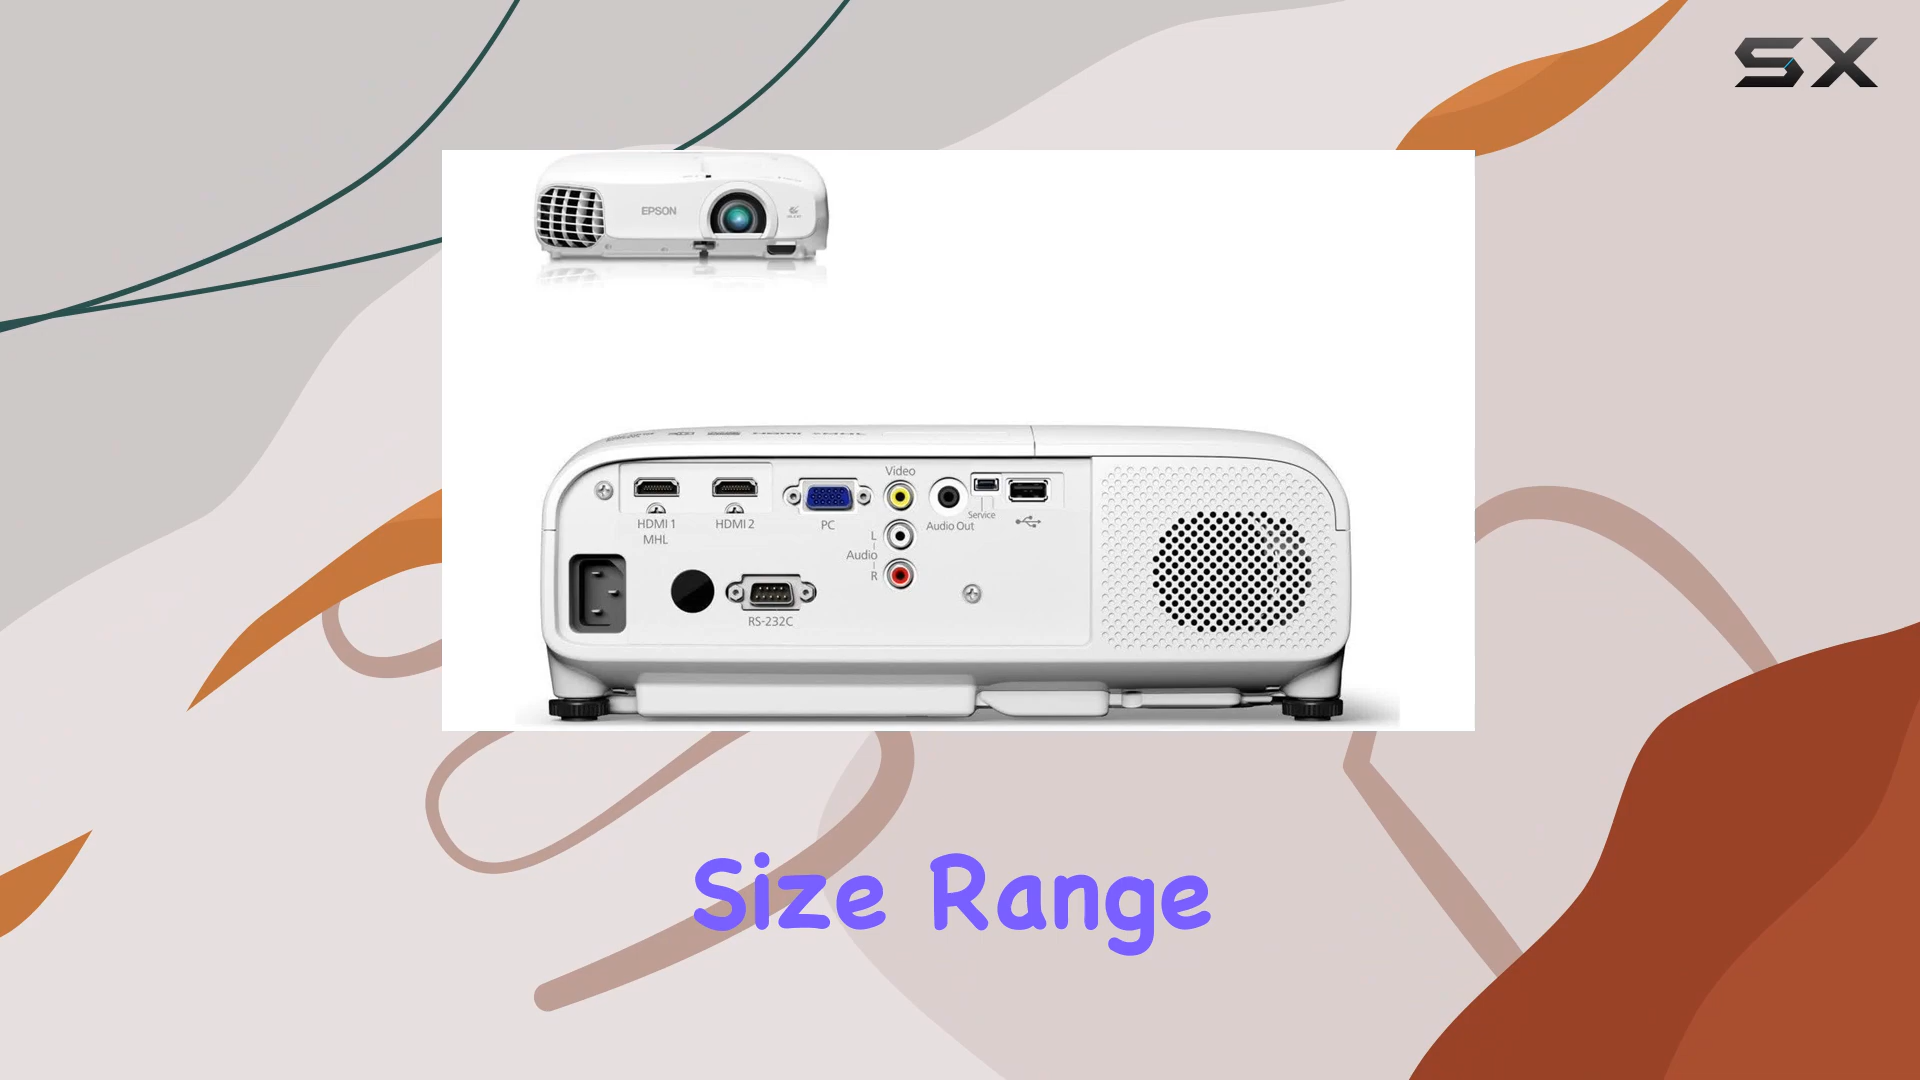 SX
EPSON
Video
HDMI 1
MHL
HDMI 2
PC
Audio Out
Service
L
Audio
R
RS-232C
Size Range